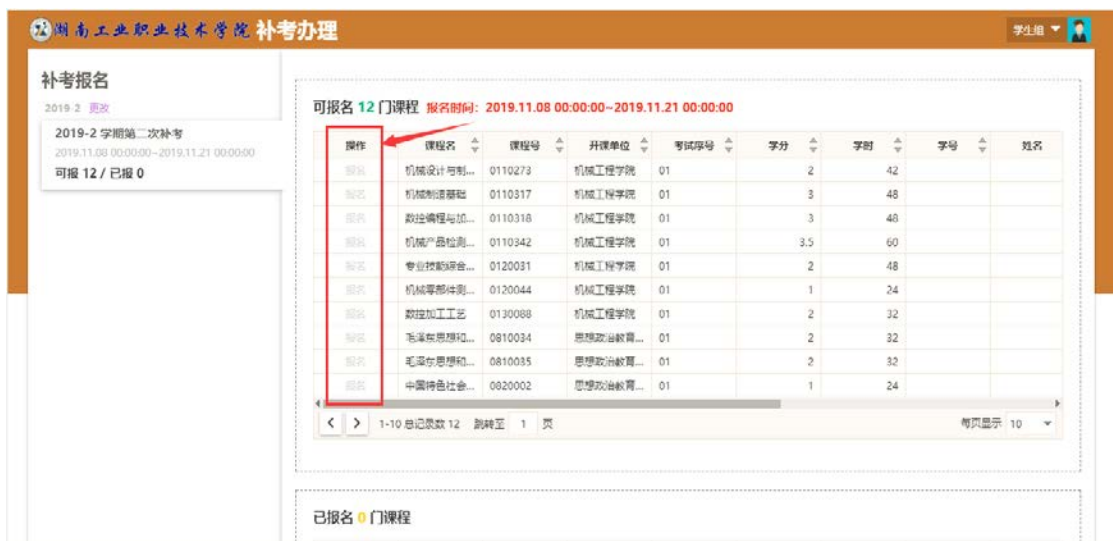 湖南工业职业技术学院 补考办理
学生组
补考报名
2019-2 更改
2019-2 学期第二次补考
2019.11.08 00:00:00~2019.11.21 00:00:00
可报 12 / 已报 0
可报名 12 门课程 报名时间：2019.11.08 00:00:00~2019.11.21 00:00:00
操作 课程名 课程号 开课单位 考试序号 学分 学时 学号 姓名
报名 机械设计与制... 0110273 机械工程学院 01 2 42
报名 机械制造基础 0110317 机械工程学院 01 3 48
报名 数控编程与加... 0110318 机械工程学院 01 3 48
报名 机械产品检测... 0110342 机械工程学院 01 3.5 60
报名 专业技能综合... 0120031 机械工程学院 01 2 48
报名 机械零部件测... 0120044 机械工程学院 01 1 24
报名 数控加工工艺 0130088 机械工程学院 01 2 32
报名 毛泽东思想和... 0810034 思想政治教育... 01 2 32
报名 毛泽东思想和... 0810035 思想政治教育... 01 2 32
报名 中国特色社会... 0820002 思想政治教育... 01 1 24
1-10 总记录数 12 跳转至 1 页 每页显示 10
已报名 0 门课程